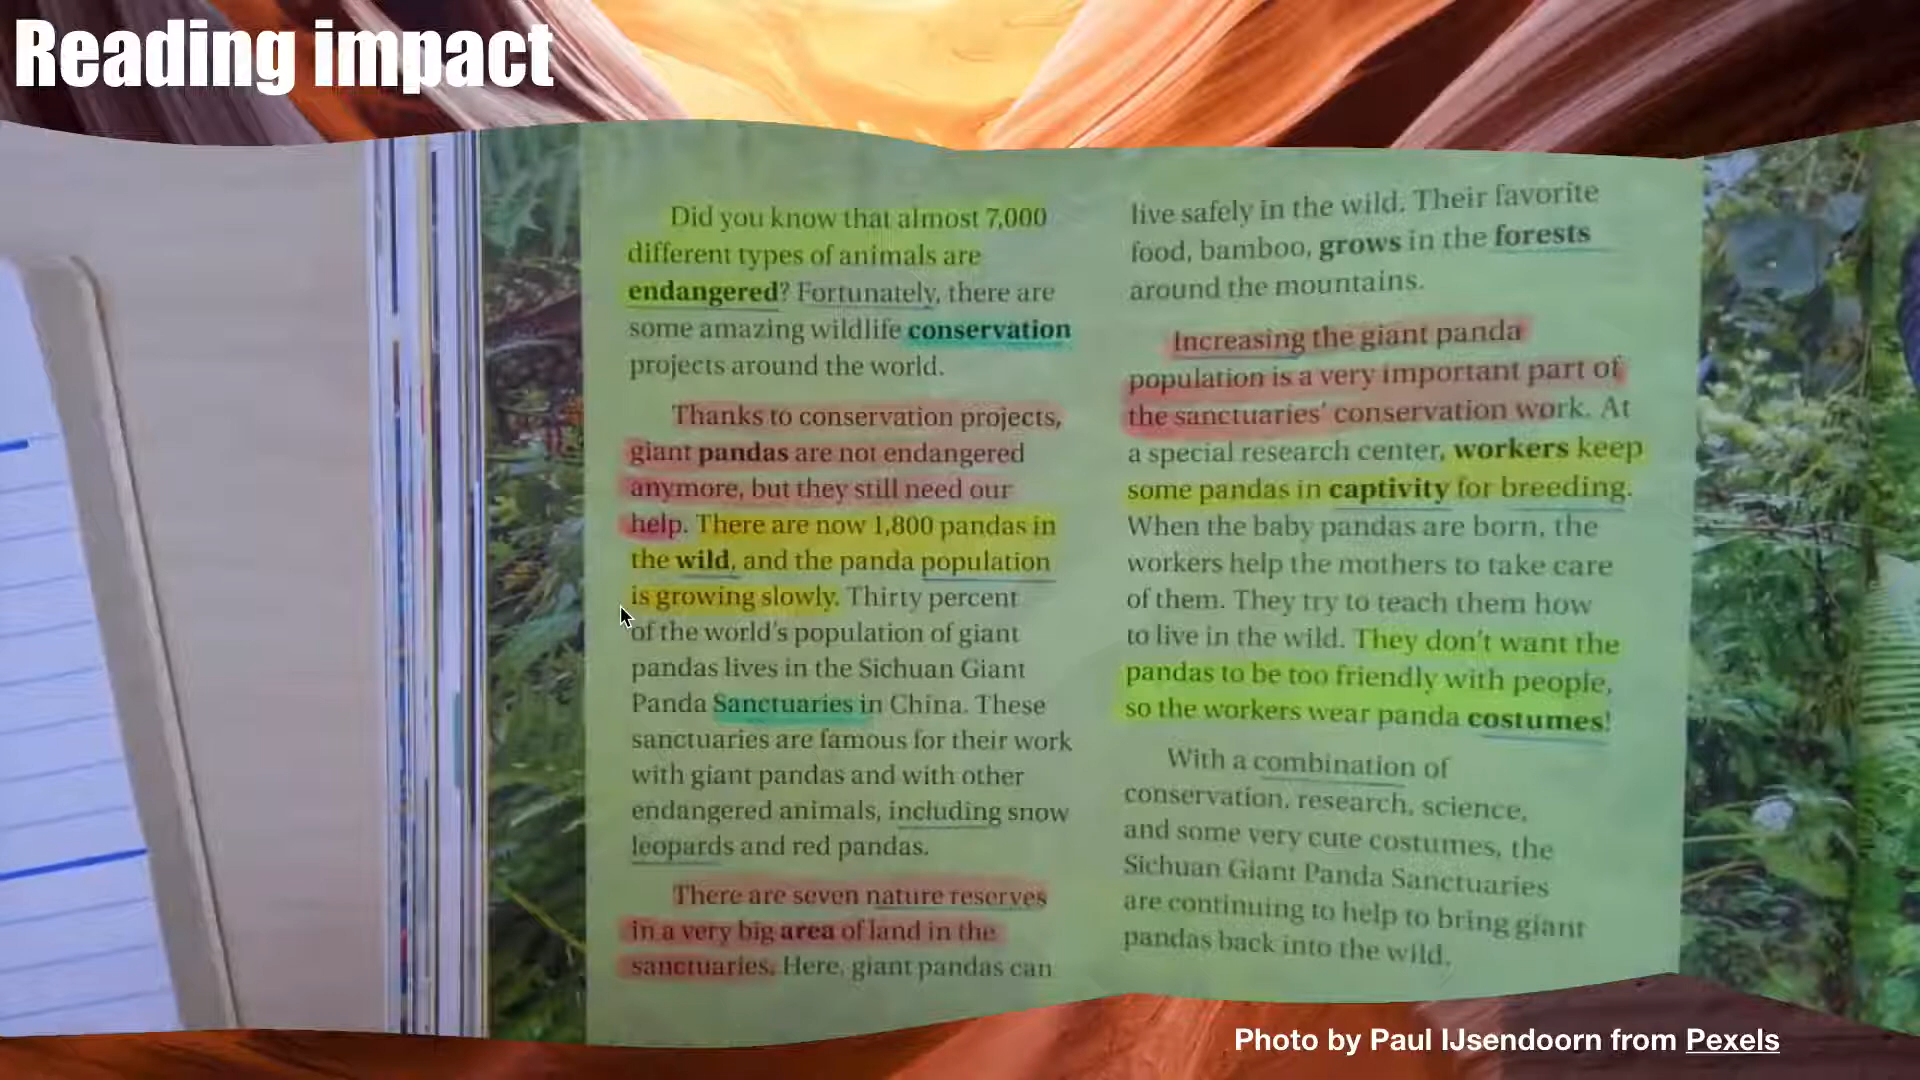 Reading impact
Did you know that almost 7,000
different types of animals are
endangered? Fortunately, there are
some amazing wildlife conservation
projects around the world.
Thanks to conservation projects,
giant pandas are not endangered
anymore, but they still need our
help. There are now 1,800 pandas in
the wild, and the panda population
is growing slowly. Thirty percent
of the world's population of giant
pandas lives in the Sichuan Giant
Panda Sanctuaries in China. These
sanctuaries are famous for their work
with giant pandas and with other
endangered animals, including snow
leopards and red pandas.
There are seven nature reserves
in a very big area of land in the
sanctuaries. Here, giant pandas can
live safely in the wild. Their favorite
food, bamboo, grows in the forests
around the mountains.
Increasing the giant panda
population is a very important part of
the sanctuaries' conservation work. At
a special research center, workers keep
some pandas in captivity for breeding.
When the baby pandas are born, the
workers help the mothers to take care
of them. They try to teach them how
to live in the wild. They don't want the
pandas to be too friendly with people,
so the workers wear panda costumes!
With a combination of
conservation, research, science,
and some very cute costumes, the
Sichuan Giant Panda Sanctuaries
are continuing to help to bring giant
pandas back into the wild.
Photo by Paul IJsendoorn from Pexels